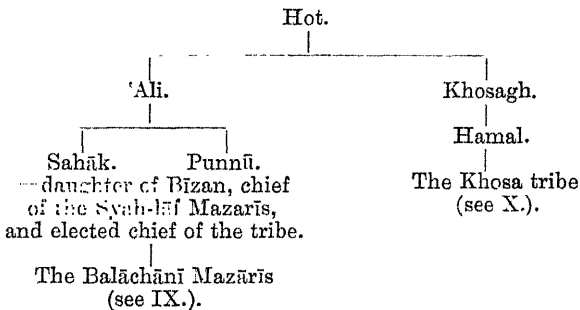 Hot.
‘Ali. Khosagh.
Sahāk. Punnū. Hamal.
daughter of Bīzan, chief The Khosa tribe
of the Syah-lāf Mazarīs, (see X.).
and elected chief of the tribe.
The Balāchānī Mazārīs
(see IX.).